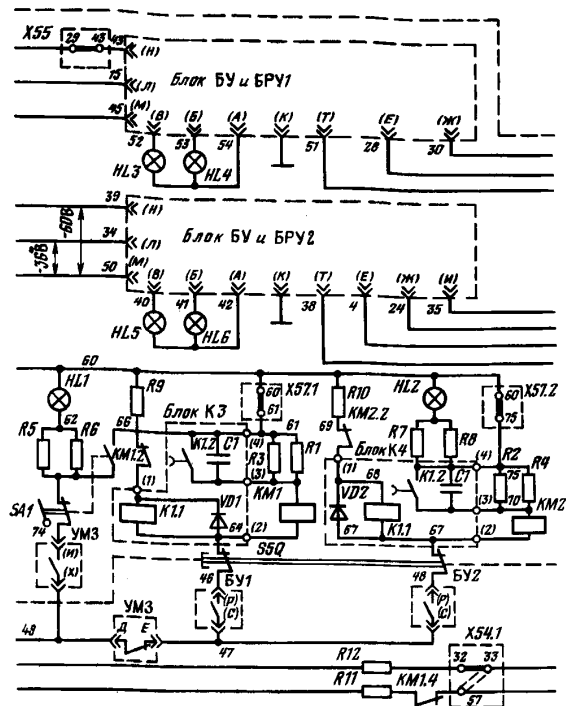 X55
29 43 43 (Н)
15 (Л)
45 (М)
Блок БУ и БРУ1
(В) (Б) (А) (К) (Т) (Е) (Ж)
52 53 54 51 28 30
HL3 HL4
39 (Н)
-60В
34 (Л)
-36В
50 (М)
Блок БУ и БРУ2
(В) (Б) (А) (К) (Т) (Е) (Ж) (И)
40 41 42 38 4 24 35
HL5 HL6
60
HL1 R9 60 X57.1 R10 HL2 60 X57.2
61 75
R5 62 R6 66 Блок К3 61 69 KM2.2
KM1.2 K1.2 C1 (4) R3 R1 R7 R8 (4) R2 R4
Блок К4 K1.2 C1 75
(1) (3) KM1 (1) 68 (3) 70 KM2
SA1 K1.1 VD1 VD2 K1.1
74 64 (2) 67 67 (2)
УМЗ S5Q
(И) 46 БУ1 48 БУ2
(Х) (Р) (Р)
(С) (С)
УМЗ
49 Д Е 47
X54.1
R12 32 33
R11 KM1.4 57